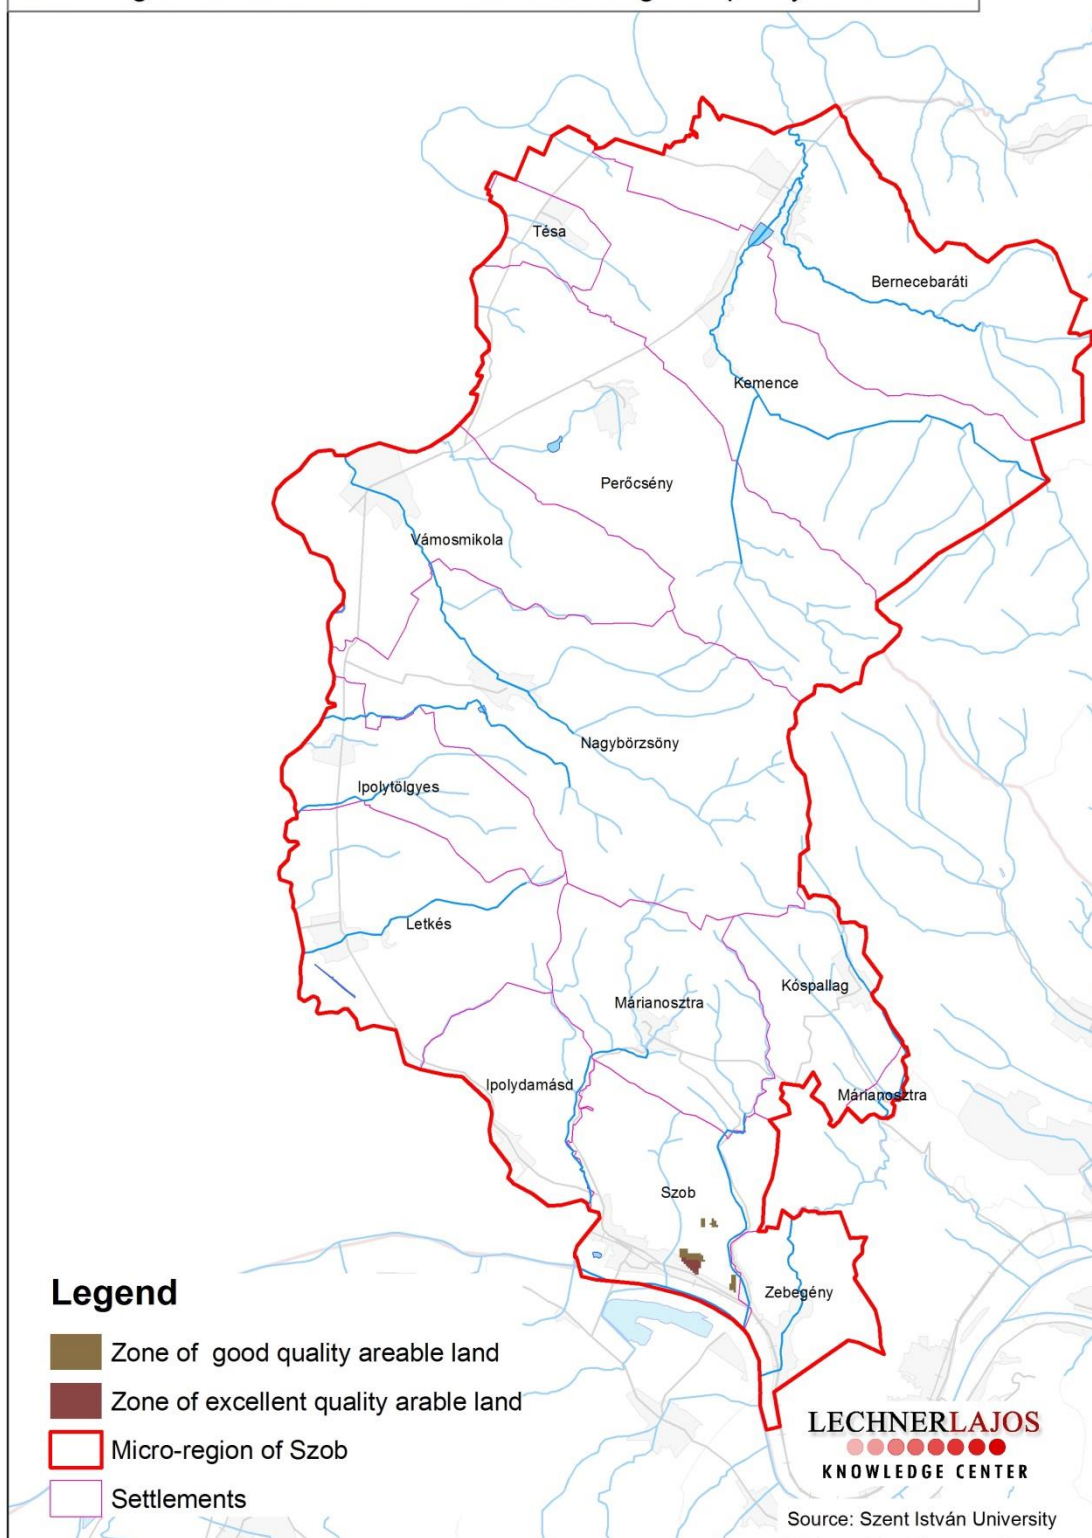 Tésa
Bernecebaráti
Kemence
Perőcsény
Vámosmikola
Nagybörzsöny
Ipolytölgyes
Letkés
Kóspallag
Márianosztra
Ipolydamásd
Márianosztra
Szob
Zebegény
Legend
Zone of good quality areable land
Zone of excellent quality arable land
Micro-region of Szob
Settlements
LECHNERLAJOS
KNOWLEDGE CENTER
Source: Szent István University